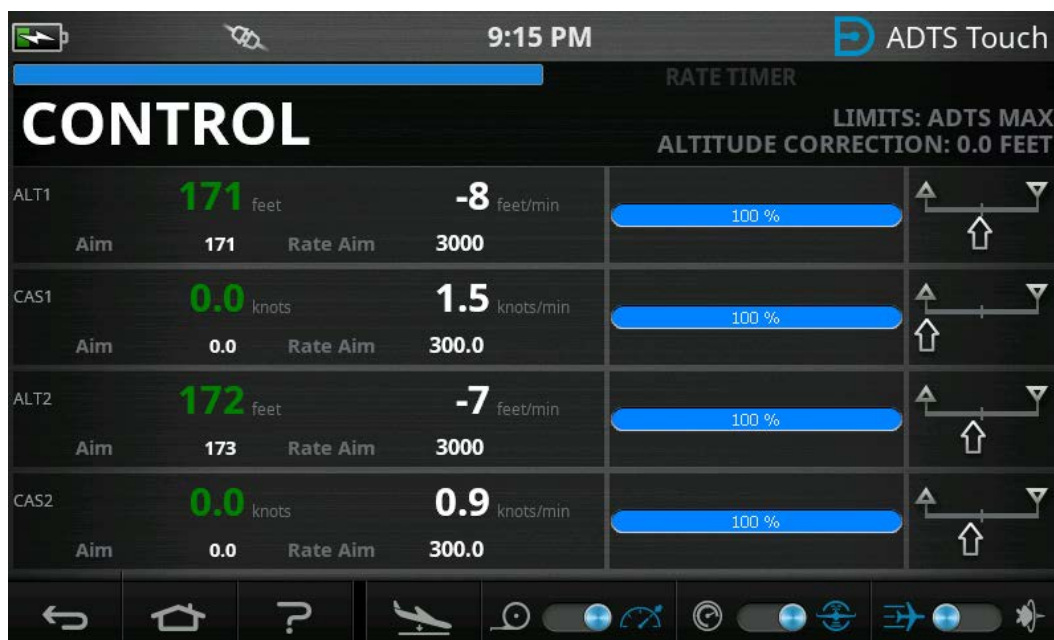 9:15 PM ADTS Touch
RATE TIMER
CONTROL
LIMITS: ADTS MAX
ALTITUDE CORRECTION: 0.0 FEET
ALT1 171 feet -8 feet/min 100 %
Aim 171 Rate Aim 3000
CAS1 0.0 knots 1.5 knots/min 100 %
Aim 0.0 Rate Aim 300.0
ALT2 172 feet -7 feet/min 100 %
Aim 173 Rate Aim 3000
CAS2 0.0 knots 0.9 knots/min 100 %
Aim 0.0 Rate Aim 300.0